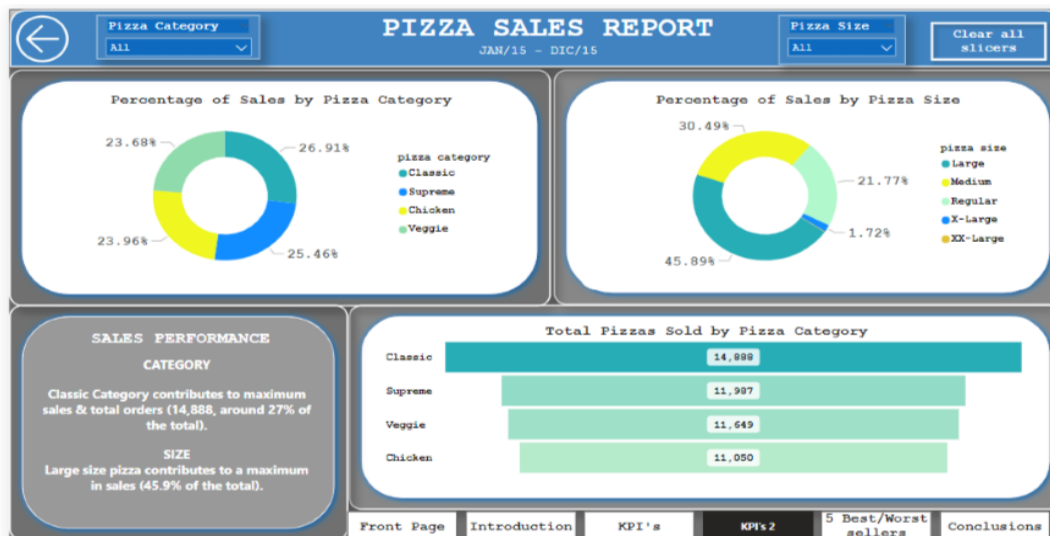 Pizza Category
All
PIZZA SALES REPORT
JAN/15 - DIC/15
Pizza Size
All
Clear all
slicers
Percentage of Sales by Pizza Category
23.68%
26.91%
23.96%
25.46%
pizza category
Classic
Supreme
Chicken
Veggie
Percentage of Sales by Pizza Size
30.49%
21.77%
1.72%
45.89%
pizza size
Large
Medium
Regular
X-Large
XX-Large
SALES PERFORMANCE
CATEGORY
Classic Category contributes to maximum
sales & total orders (14,888, around 27% of
the total).
SIZE
Large size pizza contributes to a maximum
in sales (45.9% of the total).
Total Pizzas Sold by Pizza Category
Classic 14,888
Supreme 11,987
Veggie 11,649
Chicken 11,050
Front Page
Introduction
KPI's
KPI's 2
5 Best/Worst
sellers
Conclusions